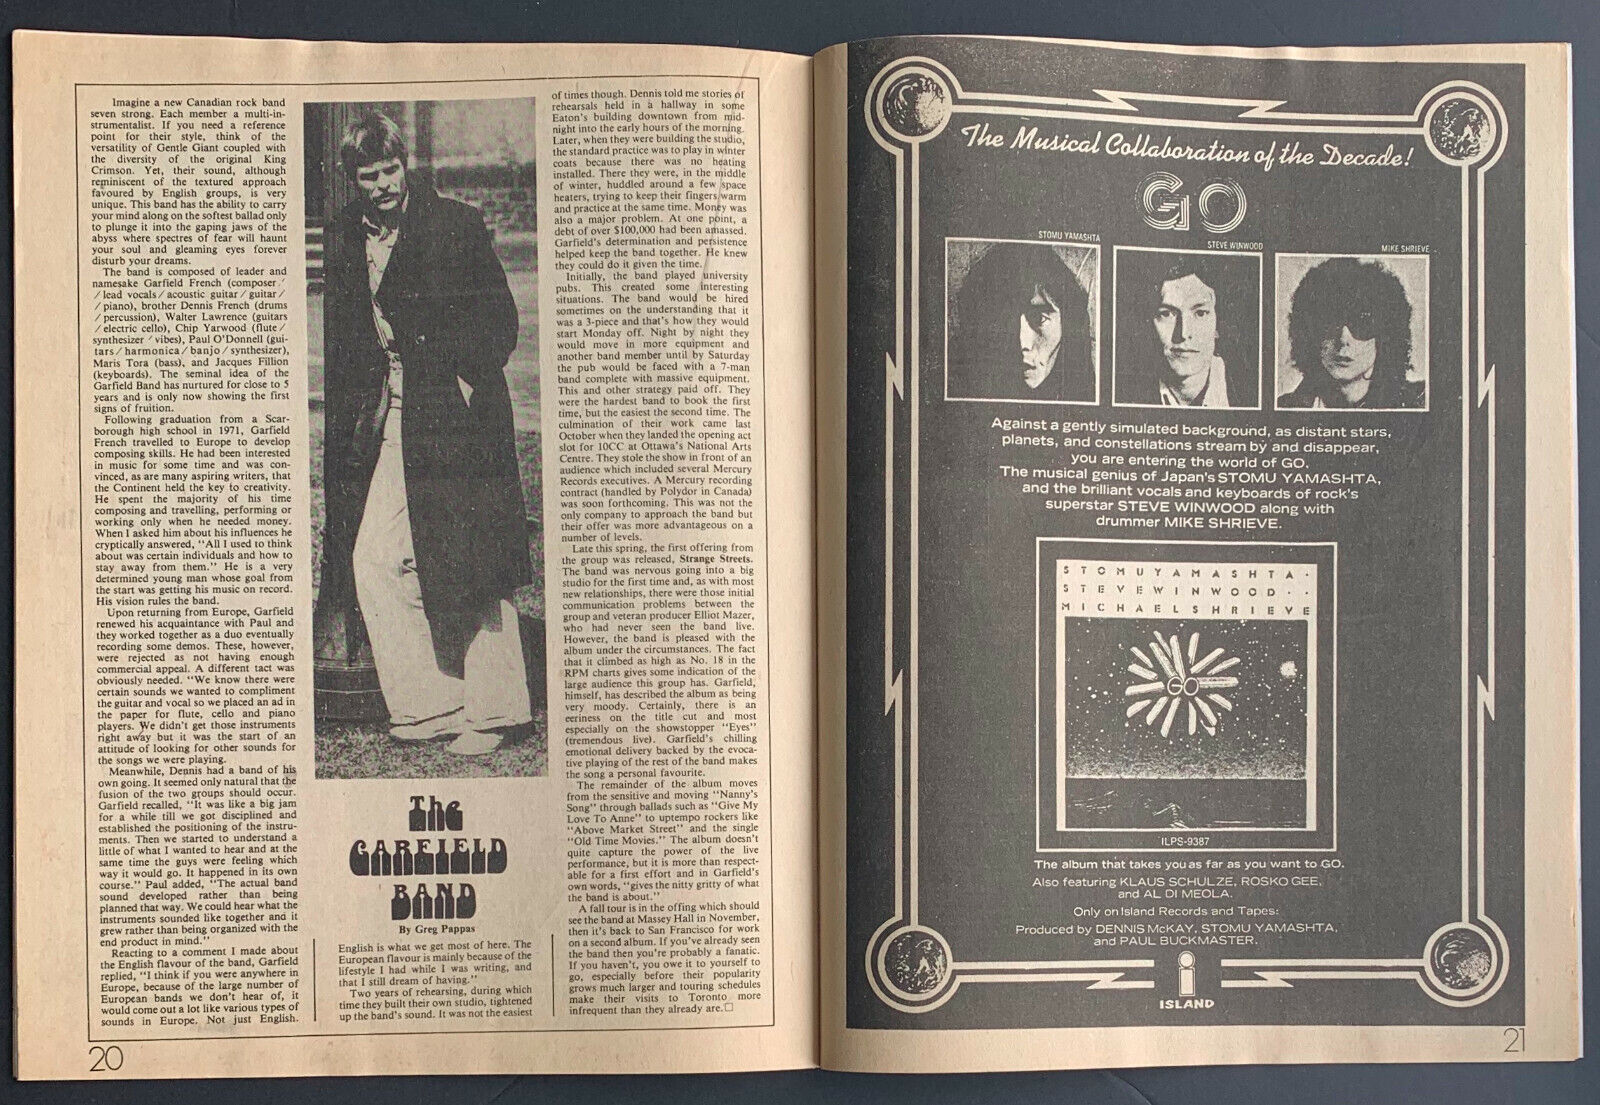 Imagine a new Canadian rock band
seven strong. Each member a multi-in-
strumentalist. If you need a reference
point for their style, think of the
versatility of Gentle Giant coupled with
the diversity of the original King
Crimson. Yet, their sound, although
reminiscent of the textured approach
favoured by English groups, is very
unique. This band has the ability to carry
your mind along on the softest ballad only
to plunge it into the gaping jaws of the
abyss where spectres of fear will haunt
your soul and gleaming eyes forever
disturb your dreams.
The band is composed of leader and
namesake Garfield French (composer/
/lead vocals/acoustic guitar/guitar/
/piano), brother Dennis French (drums
/percussion), Walter Lawrence (guitars
/electric cello), Chip Yarwood (flute/
synthesizer/vibes), Paul O'Donnell (gui-
tars/harmonica/banjo/synthesizer),
Maris Tora (bass), and Jacques Fillion
(keyboards). The seminal idea of the
Garfield Band has nurtured for close to 5
years and is only now showing the first
signs of fruition.
Following graduation from a Scar-
borough high school in 1971, Garfield
French travelled to Europe to develop
composing skills. He had been interested
in music for some time and was con-
vinced, as are many aspiring writers, that
the Continent held the key to creativity.
He spent the majority of his time
composing and travelling, performing or
working only when he needed money.
When I asked him about his influences he
cryptically answered, "All I used to think
about was certain individuals and how to
stay away from them." He is a very
determined young man whose goal from
the start was getting his music on record.
His vision rules the band.
Upon returning from Europe, Garfield
renewed his acquaintance with Paul and
they worked together as a duo eventually
recording some demos. These, however,
were rejected as not having enough
commercial appeal. A different tact was
obviously needed. "We know there were
certain sounds we wanted to compliment
the guitar and vocal so we placed an ad in
the paper for flute, cello and piano
players. We didn't get those instruments
right away but it was the start of an
attitude of looking for other sounds for
the songs we were playing.
Meanwhile, Dennis had a band of his
own going. It seemed only natural that the
fusion of the two groups should occur.
Garfield recalled, "It was like a big jam
for a while till we got disciplined and
established the positioning of the instru-
ments. Then we started to understand a
little of what I wanted to hear and at the
same time the guys were feeling which
way it would go. It happened in its own
course." Paul added, "The actual band
sound developed rather than being
planned that way. We could hear what the
instruments sounded like together and it
grew rather than being organized with the
end product in mind."
Reacting to a comment I made about
the English flavour of the band, Garfield
replied, "I think if you were anywhere in
Europe, because of the large number of
European bands we don't hear of, it
would come out a lot like various types of
sounds in Europe. Not just English.
The
GARFIELD
BAND
By Greg Pappas
English is what we get most of here. The
European flavour is mainly because of the
lifestyle I had while I was writing, and
that I still dream of having."
Two years of rehearsing, during which
time they built their own studio, tightened
up the band's sound. It was not the easiest
of times though. Dennis told me stories of
rehearsals held in a hallway in some
Eaton's building downtown from mid-
night into the early hours of the morning.
Later, when they were building the studio,
the standard practice was to play in winter
coats because there was no heating
installed. There they were, in the middle
of winter, huddled around a few space
heaters, trying to keep their fingers warm
and practice at the same time. Money was
also a major problem. At one point, a
debt of over $100,000 had been amassed.
Garfield's determination and persistence
helped keep the band together. He knew
they could do it given the time.
Initially, the band played university
pubs. This created some interesting
situations. The band would be hired
sometimes on the understanding that it
was a 3-piece and that's how they would
start Monday off. Night by night they
would move in more equipment and
another band member until by Saturday
the pub would be faced with a 7-man
band complete with massive equipment.
This and other strategy paid off. They
were the hardest band to book the first
time, but the easiest the second time. The
culmination of their work came last
October when they landed the opening act
slot for 10CC at Ottawa's National Arts
Centre. They stole the show in front of an
audience which included several Mercury
Records executives. A Mercury recording
contract (handled by Polydor in Canada)
was soon forthcoming. This was not the
only company to approach the band but
their offer was more advantageous on a
number of levels.
Late this spring, the first offering from
the group was released, Strange Streets.
The band was nervous going into a big
studio for the first time and, as with most
new relationships, there were those initial
communication problems between the
group and veteran producer Elliot Mazer,
who had never seen the band live.
However, the band is pleased with the
album under the circumstances. The fact
that it climbed as high as No. 18 in the
RPM charts gives some indication of the
large audience this group has. Garfield,
himself, has described the album as being
very moody. Certainly, there is an
eeriness on the title cut and most
especially on the showstopper "Eyes"
(tremendous live). Garfield's chilling
emotional delivery backed by the evoca-
tive playing of the rest of the band makes
the song a personal favourite.
The remainder of the album moves
from the sensitive and moving "Nanny's
Song" through ballads such as "Give My
Love To Anne" to uptempo rockers like
"Above Market Street" and the single
"Old Time Movies." The album doesn't
quite capture the power of the live
performance, but it is more than respect-
able for a first effort and in Garfield's
own words, "gives the nitty gritty of what
the band is about."
A fall tour is in the offing which should
see the band at Massey Hall in November,
then it's back to San Francisco for work
on a second album. If you've already seen
the band then you're probably a fanatic.
If you haven't, you owe it to yourself to
go, especially before their popularity
grows much larger and touring schedules
make their visits to Toronto more
infrequent than they already are.□
20
The Musical Collaboration of the Decade!
GO
STOMU YAMASHTA
STEVE WINWOOD
MIKE SHRIEVE
Against a gently simulated background, as distant stars,
planets, and constellations stream by and disappear,
you are entering the world of GO.
The musical genius of Japan's STOMU YAMASHTA,
and the brilliant vocals and keyboards of rock's
superstar STEVE WINWOOD along with
drummer MIKE SHRIEVE.
STOMU YAMASHTA ·
STEVE WINWOOD · ·
MICHAEL SHRIEVE
GO
ILPS-9387
The album that takes you as far as you want to GO.
Also featuring KLAUS SCHULZE, ROSKO GEE,
and AL DI MEOLA.
Only on Island Records and Tapes:
Produced by DENNIS McKAY, STOMU YAMASHTA,
and PAUL BUCKMASTER.
ISLAND
21